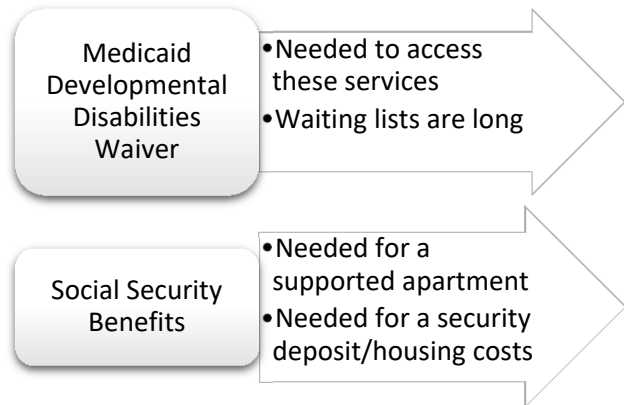 Medicaid
Developmental
Disabilities
Waiver
•Needed to access
these services
•Waiting lists are long
Social Security
Benefits
•Needed for a
supported apartment
•Needed for a security
deposit/housing costs